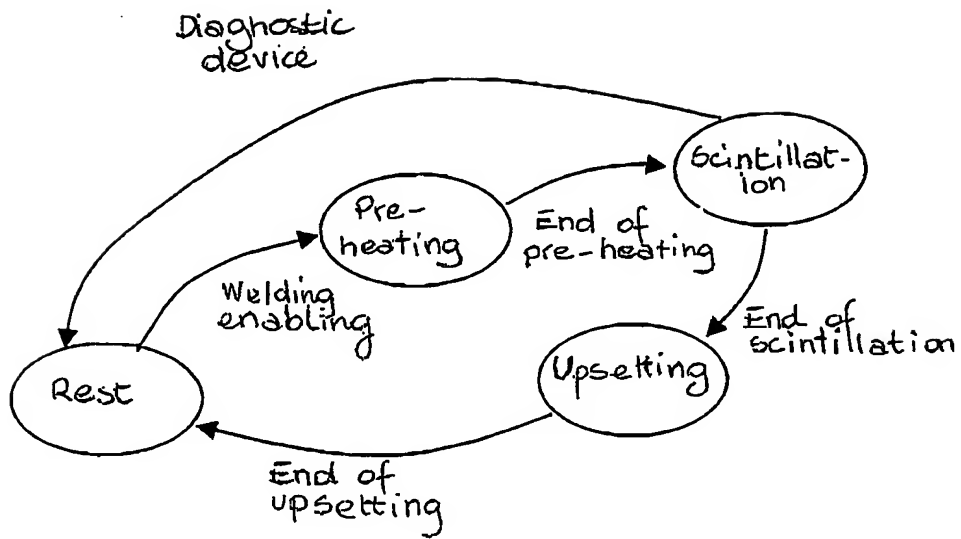 Diagnostic
device
Scintillat-
ion
Pre-
heating
End of
pre-heating
Welding
enabling
End of
scintillation
Upsetting
Rest
End of
upsetting